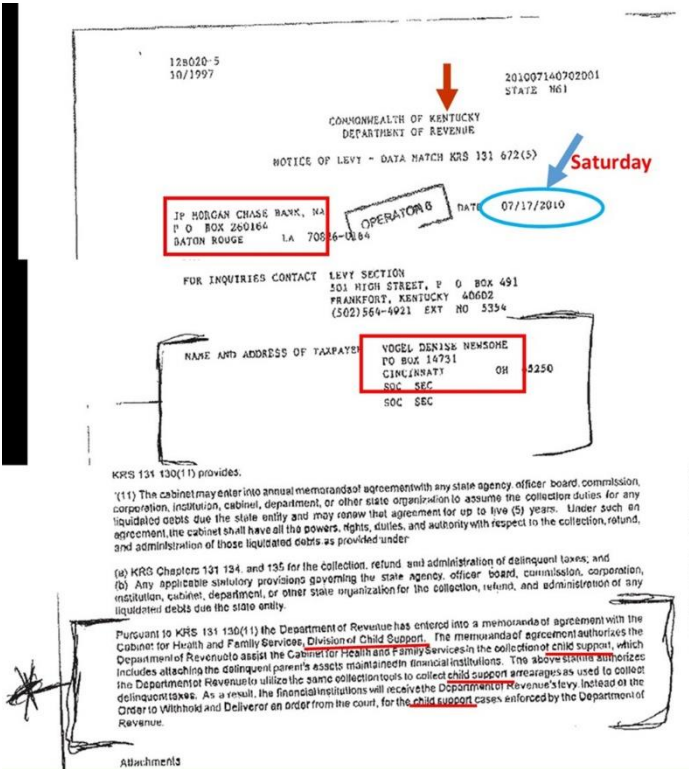 12B020-5
10/1997
201007140702001
STATE N61
COMMONWEALTH OF KENTUCKY
DEPARTMENT OF REVENUE
NOTICE OF LEVY - DATA MATCH KRS 131 672(5)
Saturday
JP MORGAN CHASE BANK, NA
P O BOX 260164
BATON ROUGE LA 70826-0164
OPERATOR 6
DATE 07/17/2010
FOR INQUIRIES CONTACT LEVY SECTION
501 HIGH STREET, P O BOX 491
FRANKFORT, KENTUCKY 40602
(502)564-4921 EXT NO 5354
NAME AND ADDRESS OF TAXPAYER VOGEL DENISE NEWSOME
PO BOX 14731
CINCINNATI OH 45250
SOC SEC
SOC SEC
KRS 131 130(11) provides.
'(11) The cabinet may enter into annual memoranda of agreement with any state agency, officer board, commission,
corporation, institution, cabinet, department, or other state organization to assume the collection duties for any
liquidated debts due the state entity and may renew that agreement for up to five (5) years. Under such an
agreement, the cabinet shall have all the powers, rights, duties, and authority with respect to the collection, refund,
and administration of those liquidated debts as provided under
(a) KRS Chapters 131 134, and 135 for the collection, refund and administration of delinquent taxes; and
(b) Any applicable statutory provisions governing the state agency, officer board, commission, corporation,
institution, cabinet, department, or other state organization for the collection, refund, and administration of any
liquidated debts due the state entity.
Pursuant to KRS 131 130(11) the Department of Revenue has entered into a memoranda of agreement with the
Cabinet for Health and Family Services, Division of Child Support. The memoranda of agreement authorizes the
Department of Revenue to assist the Cabinet for Health and Family Services in the collection of child support, which
includes attaching the delinquent parent's assets maintained in financial institutions. The above statute authorizes
the Department of Revenue to utilize the same collection tools to collect child support arrearages as used to collect
delinquent taxes. As a result, the financial institutions will receive the Department of Revenue's levy instead of the
Order to Withhold and Deliver or an order from the court, for the child support cases enforced by the Department of
Revenue.
Attachments